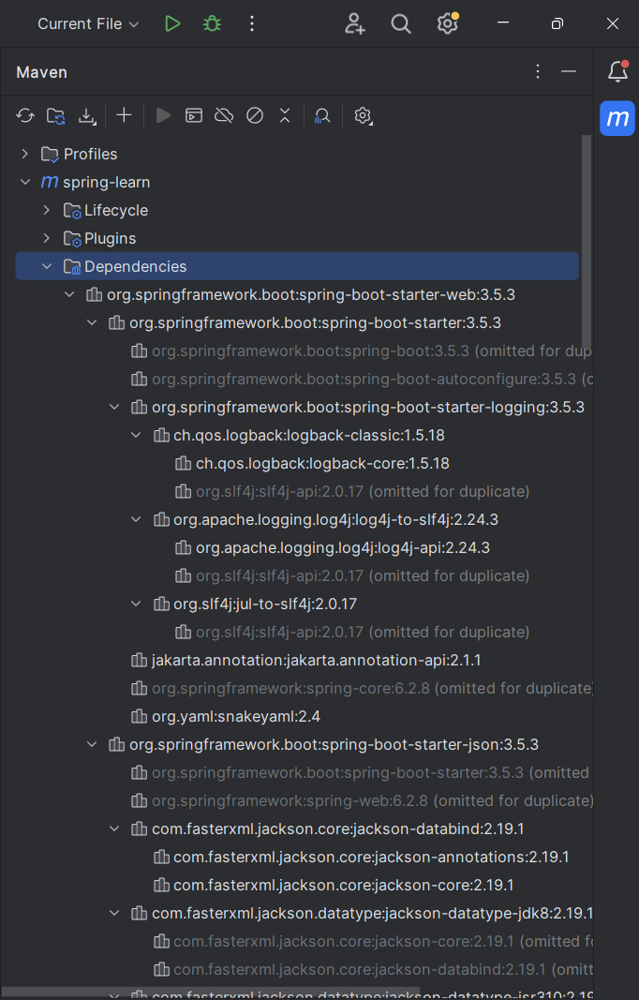 Current File
Maven
m
Profiles
m spring-learn
Lifecycle
Plugins
Dependencies
org.springframework.boot:spring-boot-starter-web:3.5.3
org.springframework.boot:spring-boot-starter:3.5.3
org.springframework.boot:spring-boot:3.5.3 (omitted for dup
org.springframework.boot:spring-boot-autoconfigure:3.5.3 (o
org.springframework.boot:spring-boot-starter-logging:3.5.3
ch.qos.logback:logback-classic:1.5.18
ch.qos.logback:logback-core:1.5.18
org.slf4j:slf4j-api:2.0.17 (omitted for duplicate)
org.apache.logging.log4j:log4j-to-slf4j:2.24.3
org.apache.logging.log4j:log4j-api:2.24.3
org.slf4j:slf4j-api:2.0.17 (omitted for duplicate)
org.slf4j:jul-to-slf4j:2.0.17
org.slf4j:slf4j-api:2.0.17 (omitted for duplicate)
jakarta.annotation:jakarta.annotation-api:2.1.1
org.springframework:spring-core:6.2.8 (omitted for duplicate)
org.yaml:snakeyaml:2.4
org.springframework.boot:spring-boot-starter-json:3.5.3
org.springframework.boot:spring-boot-starter:3.5.3 (omitted
org.springframework:spring-web:6.2.8 (omitted for duplicate)
com.fasterxml.jackson.core:jackson-databind:2.19.1
com.fasterxml.jackson.core:jackson-annotations:2.19.1
com.fasterxml.jackson.core:jackson-core:2.19.1
com.fasterxml.jackson.datatype:jackson-datatype-jdk8:2.19.1
com.fasterxml.jackson.core:jackson-core:2.19.1 (omitted fo
com.fasterxml.jackson.core:jackson-databind:2.19.1 (omitt
com.fasterxml.jackson.datatype:jackson-datatype-jsr310:2.19